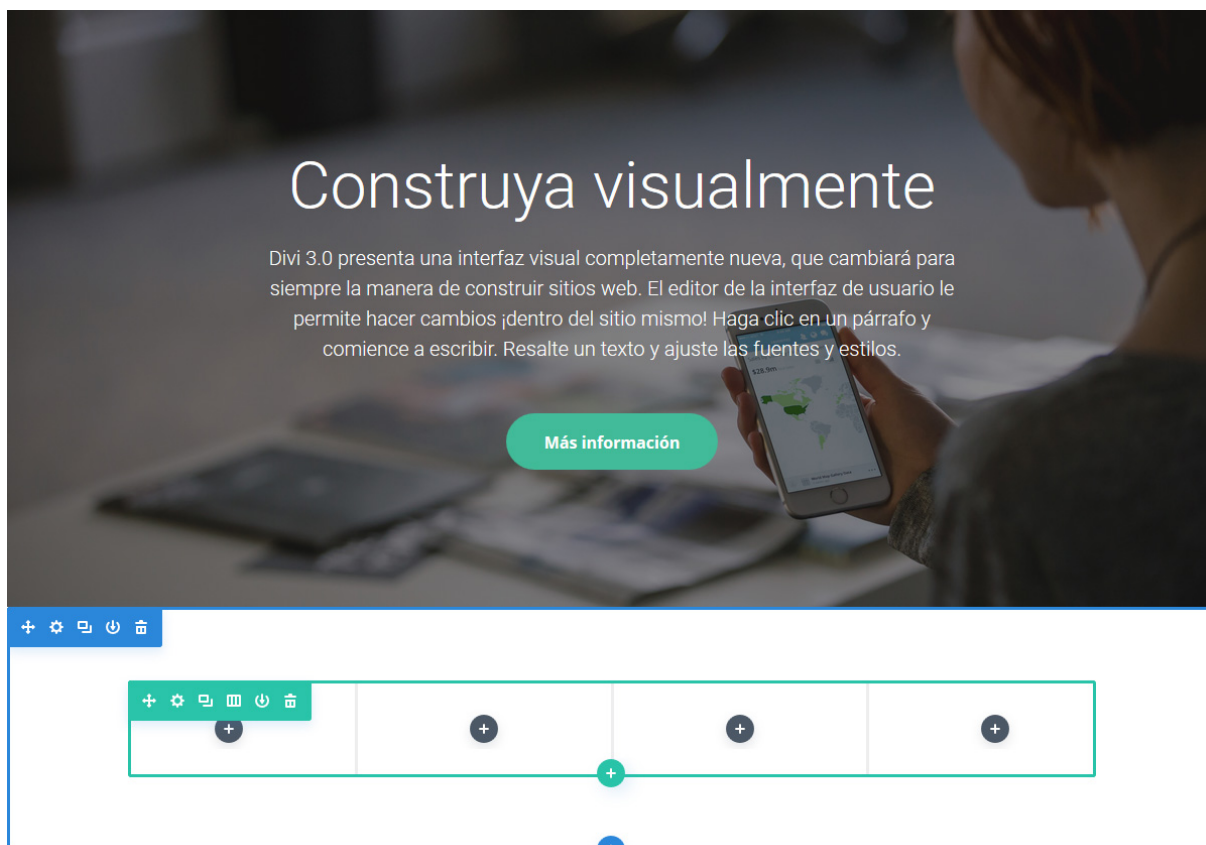 Construya visualmente
Divi 3.0 presenta una interfaz visual completamente nueva, que cambiará para
siempre la manera de construir sitios web. El editor de la interfaz de usuario le
permite hacer cambios ¡dentro del sitio mismo! Haga clic en un párrafo y
comience a escribir. Resalte un texto y ajuste las fuentes y estilos.
$28.9m
Más información